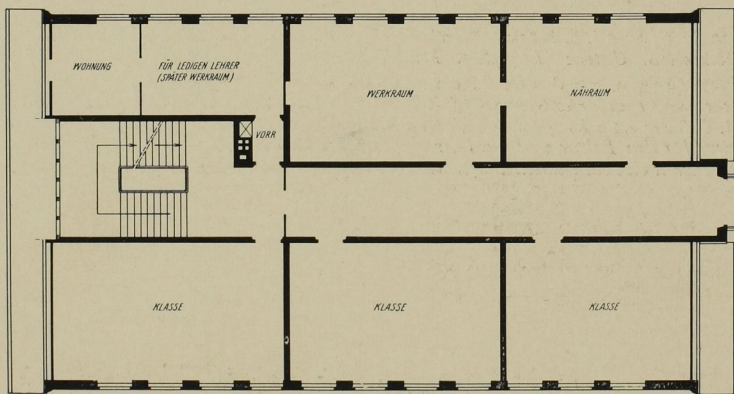 WOHNUNG
FÜR LEDIGEN LEHRER
(SPÄTER WERKRAUM)
WERKRAUM
NÄHRAUM
VORR
KLASSE
KLASSE
KLASSE